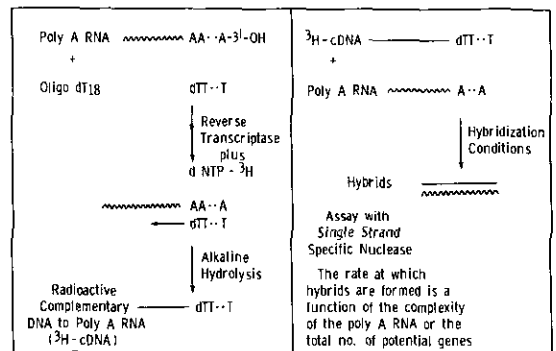 Poly A RNA AA··A-3'-OH
+
Oligo dT18 dTT··T
Reverse
Transcriptase
plus
d NTP - ³H
AA··A
dTT··T
Alkaline
Hydrolysis
Radioactive
Complementary dTT··T
DNA to Poly A RNA
(³H-cDNA)
³H-cDNA dTT··T
+
Poly A RNA A··A
Hybridization
Conditions
Hybrids
Assay with
Single Strand
Specific Nuclease
The rate at which
hybrids are formed is a
function of the complexity
of the poly A RNA or the
total no. of potential genes